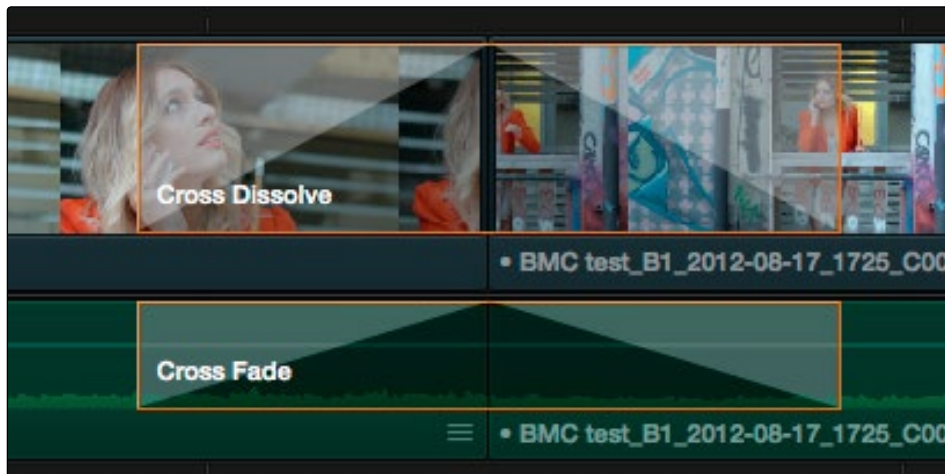 Cross Dissolve
• BMC test_B1_2012-08-17_1725_C00
Cross Fade
• BMC test_B1_2012-08-17_1725_C00